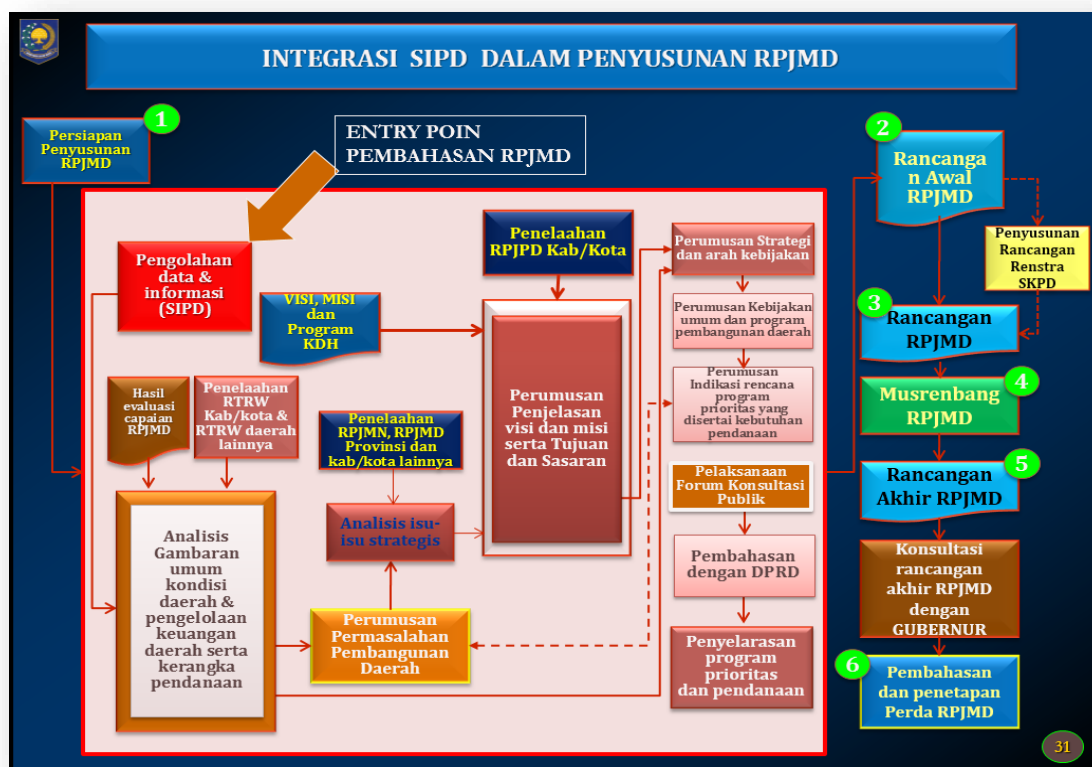 INTEGRASI SIPD DALAM PENYUSUNAN RPJMD
1
Persiapan
Penyusunan
RPJMD
ENTRY POIN
PEMBAHASAN RPJMD
Pengolahan
data &
informasi
(SIPD)
VISI, MISI
dan
Program
KDH
Penelaahan
RPJPD Kab/Kota
Hasil
evaluasi
capaian
RPJMD
Penelaahan
RTRW
Kab/kota &
RTRW daerah
lainnya
Penelaahan
RPJMN, RPJMD
Provinsi dan
kab/kota lainnya
Analisis isu-
isu strategis
Perumusan
Penjelasan
visi dan misi
serta Tujuan
dan Sasaran
Analisis
Gambaran
umum
kondisi
daerah &
pengelolaan
keuangan
daerah serta
kerangka
pendanaan
Perumusan
Permasalahan
Pembangunan
Daerah
Perumusan Strategi
dan arah kebijakan
Perumusan Kebijakan
umum dan program
pembangunan daerah
Perumusan
Indikasi rencana
program
prioritas yang
disertai kebutuhan
pendanaan
Pelaksanaan
Forum Konsultasi
Publik
Pembahasan
dengan DPRD
Penyelarasan
program
prioritas
dan pendanaan
2
Rancanga
n Awal
RPJMD
Penyusunan
Rancangan
Renstra
SKPD
3
Rancangan
RPJMD
4
Musrenbang
RPJMD
5
Rancangan
Akhir RPJMD
Konsultasi
rancangan
akhir RPJMD
dengan
GUBERNUR
6
Pembahasan
dan penetapan
Perda RPJMD
31